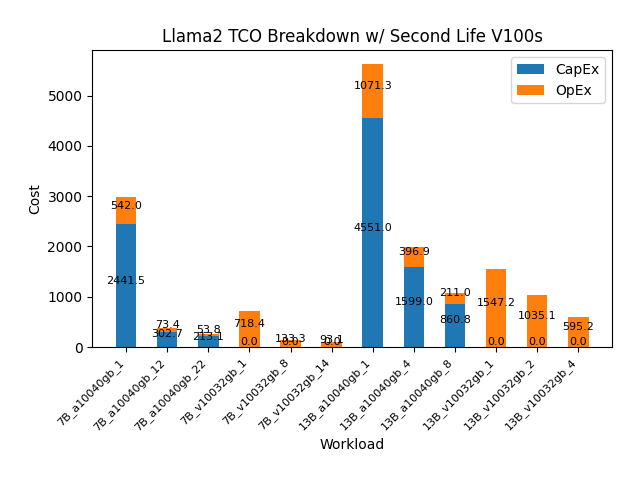 Llama2 TCO Breakdown w/ Second Life V100s
CapEx
OpEx
Cost
5000
4000
3000
2000
1000
0
542.0
2441.5
73.4
302.7
53.8
213.1
718.4
0.0
133.3
0.0
93.1
0.0
1071.3
4551.0
396.9
1599.0
211.0
860.8
1547.2
0.0
1035.1
0.0
595.2
0.0
7B_a10040gb_1
7B_a10040gb_12
7B_a10040gb_22
7B_v10032gb_1
7B_v10032gb_8
7B_v10032gb_14
13B_a10040gb_1
13B_a10040gb_4
13B_a10040gb_8
13B_v10032gb_1
13B_v10032gb_2
13B_v10032gb_4
Workload